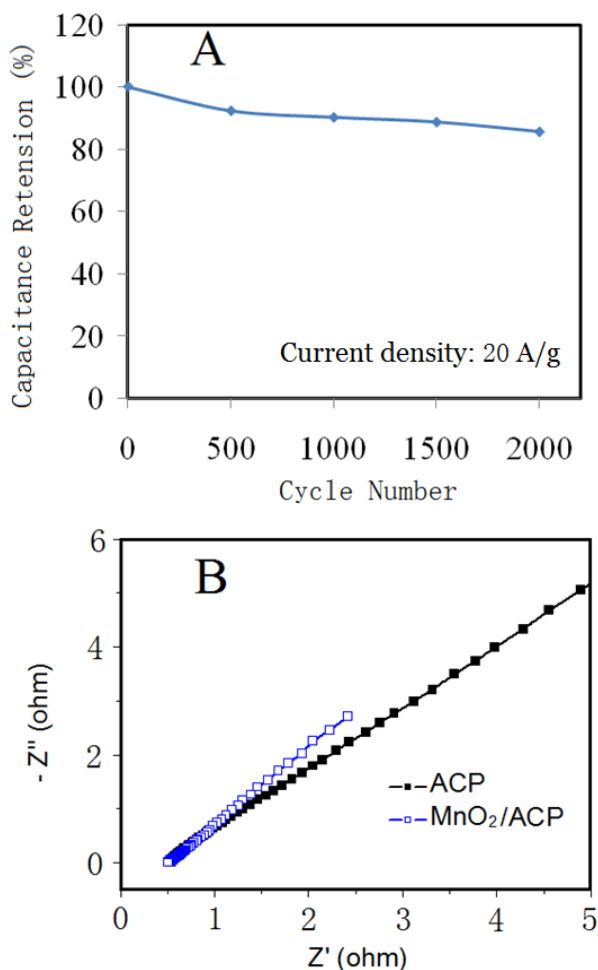 A
Capacitance Retension (%)
120
100
80
60
40
20
0
Current density: 20 A/g
0 500 1000 1500 2000
Cycle Number
B
- Z'' (ohm)
6
4
2
0
ACP
MnO₂/ACP
0 1 2 3 4 5
Z' (ohm)